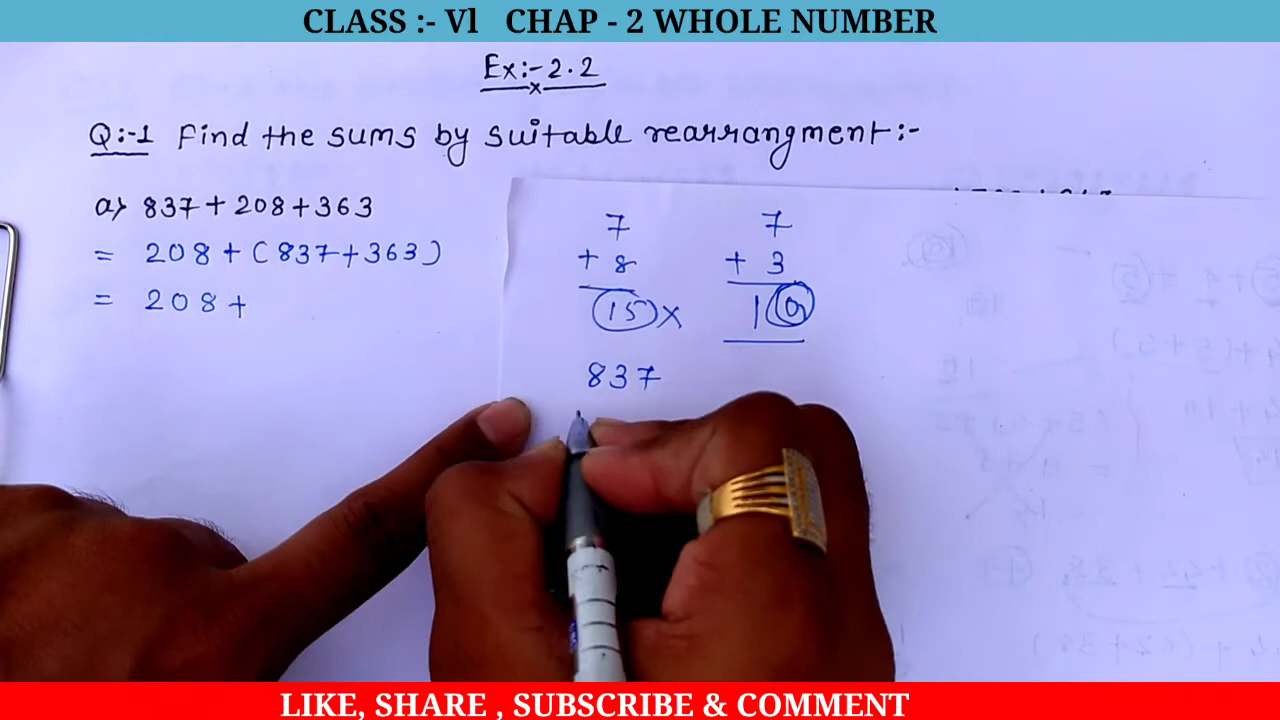 CLASS :- Vl CHAP - 2 WHOLE NUMBER
Ex:- 2.2
x
Q:-1 Find the sums by suitable rearrangment:-
a) 837+208+363
= 208+(837+363)
= 208+
7
+ 8
15 x
7
+ 3
10
837
LIKE, SHARE , SUBSCRIBE & COMMENT